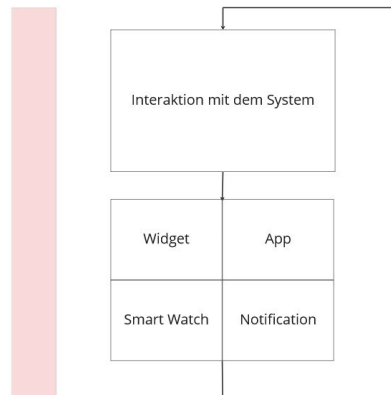 Interaktion mit dem System
Widget
App
Smart Watch
Notification